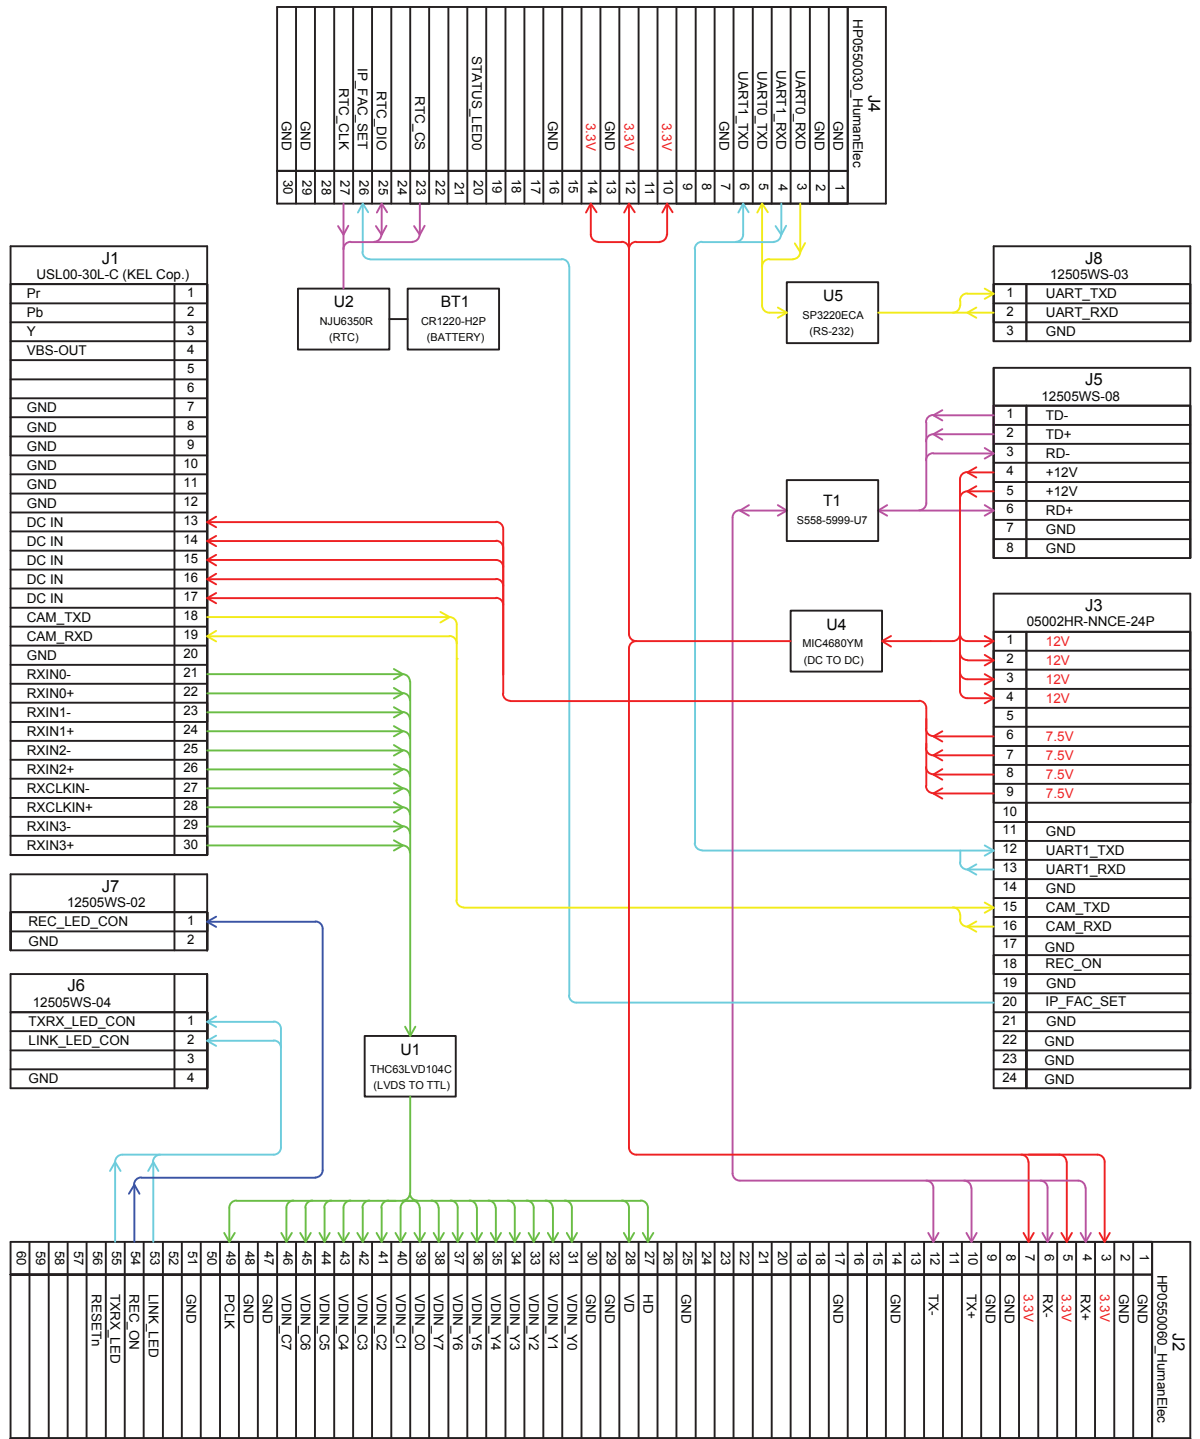 J4
HP0550030_HumanElec
GND 1
GND 2
UART0_RXD 3
UART1_RXD 4
UART0_TXD 5
UART1_TXD 6
GND 7
8
9
3.3V 10
11
3.3V 12
GND 13
3.3V 14
15
GND 16
17
18
19
STATUS_LED0 20
21
22
RTC_CS 23
24
RTC_DIO 25
IP_FAC_SET 26
RTC_CLK 27
28
GND 29
GND 30
J1
USL00-30L-C (KEL Cop.)
Pr 1
Pb 2
Y 3
VBS-OUT 4
5
6
GND 7
GND 8
GND 9
GND 10
GND 11
GND 12
DC IN 13
DC IN 14
DC IN 15
DC IN 16
DC IN 17
CAM_TXD 18
CAM_RXD 19
GND 20
RXIN0- 21
RXIN0+ 22
RXIN1- 23
RXIN1+ 24
RXIN2- 25
RXIN2+ 26
RXCLKIN- 27
RXCLKIN+ 28
RXIN3- 29
RXIN3+ 30
U2
NJU6350R
(RTC)
BT1
CR1220-H2P
(BATTERY)
U5
SP3220ECA
(RS-232)
J8
12505WS-03
1 UART_TXD
2 UART_RXD
3 GND
J5
12505WS-08
1 TD-
2 TD+
3 RD-
4 +12V
5 +12V
6 RD+
7 GND
8 GND
T1
S558-5999-U7
U4
MIC4680YM
(DC TO DC)
J3
05002HR-NNCE-24P
1 12V
2 12V
3 12V
4 12V
5
6 7.5V
7 7.5V
8 7.5V
9 7.5V
10
11 GND
12 UART1_TXD
13 UART1_RXD
14 GND
15 CAM_TXD
16 CAM_RXD
17 GND
18 REC_ON
19 GND
20 IP_FAC_SET
21 GND
22 GND
23 GND
24 GND
J7
12505WS-02
REC_LED_CON 1
GND 2
J6
12505WS-04
TXRX_LED_CON 1
LINK_LED_CON 2
3
GND 4
U1
THC63LVD104C
(LVDS TO TTL)
J2
HP0550060_HumanElec
1 GND
2 GND
3 3.3V
4 RX+
5 3.3V
6 RX-
7 3.3V
8 GND
9 GND
10 TX+
11
12 TX-
13
14 GND
15
16
17 GND
18
19
20
21
22
23
24
25 GND
26
27 HD
28 VD
29 GND
30 GND
31 VDIN_Y0
32 VDIN_Y1
33 VDIN_Y2
34 VDIN_Y3
35 VDIN_Y4
36 VDIN_Y5
37 VDIN_Y6
38 VDIN_Y7
39 VDIN_C0
40 VDIN_C1
41 VDIN_C2
42 VDIN_C3
43 VDIN_C4
44 VDIN_C5
45 VDIN_C6
46 VDIN_C7
47 GND
48 GND
49 PCLK
50
51 GND
52
53 LINK_LED
54 REC_ON
55 TXRX_LED
56 RESETn
57
58
59
60